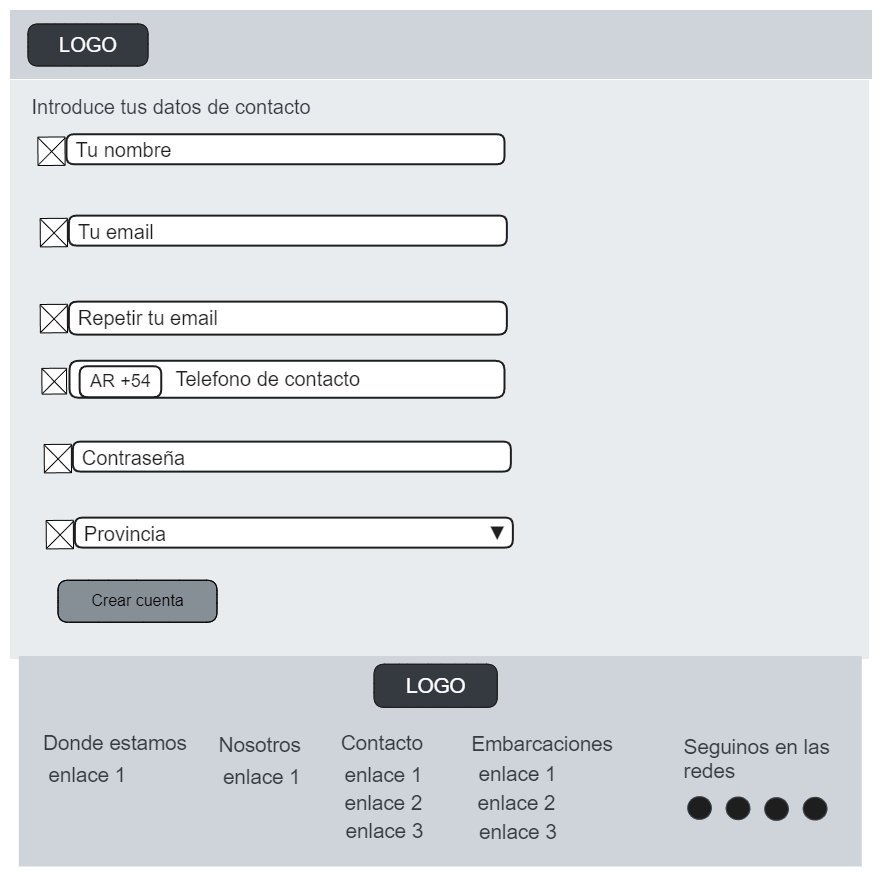 LOGO
Introduce tus datos de contacto
Tu nombre
Tu email
Repetir tu email
AR +54 Telefono de contacto
Contraseña
Provincia
Crear cuenta
LOGO
Donde estamos
enlace 1
Nosotros
enlace 1
Contacto
enlace 1
enlace 2
enlace 3
Embarcaciones
enlace 1
enlace 2
enlace 3
Seguinos en las
redes